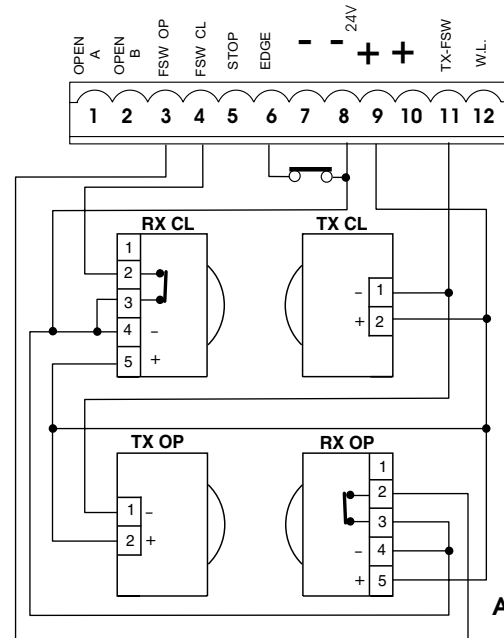 OPEN A
OPEN B
FSW OP
FSW CL
STOP
EDGE
-
-
24V
+
+
TX-FSW
W.L.
1 2 3 4 5 6 7 8 9 10 11 12
RX CL
1
2
3
4 -
5 +
TX CL
- 1
+ 2
TX OP
1 -
2 +
RX OP
1
2
3
- 4
+ 5
A